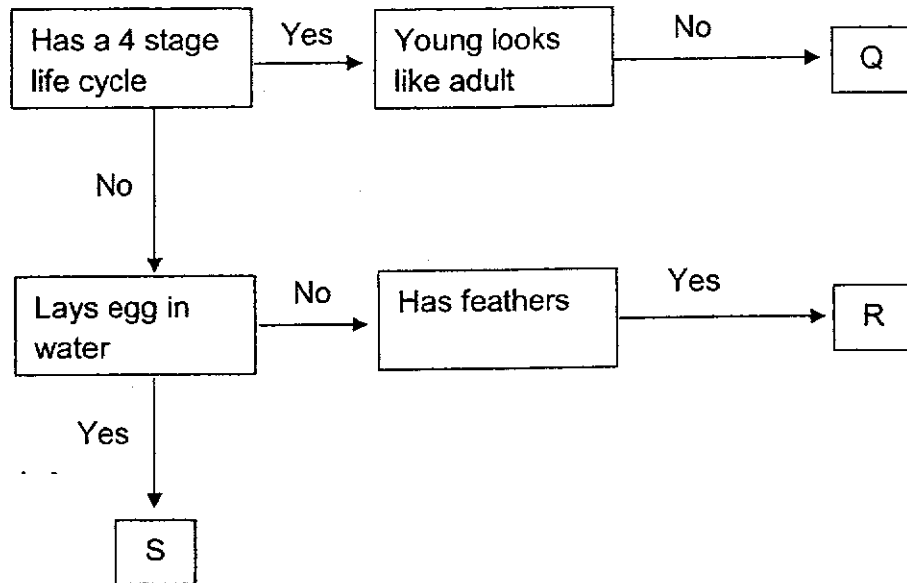 Has a 4 stage
life cycle
Yes
Young looks
like adult
No
Q
No
Lays egg in
water
No
Has feathers
Yes
R
Yes
S